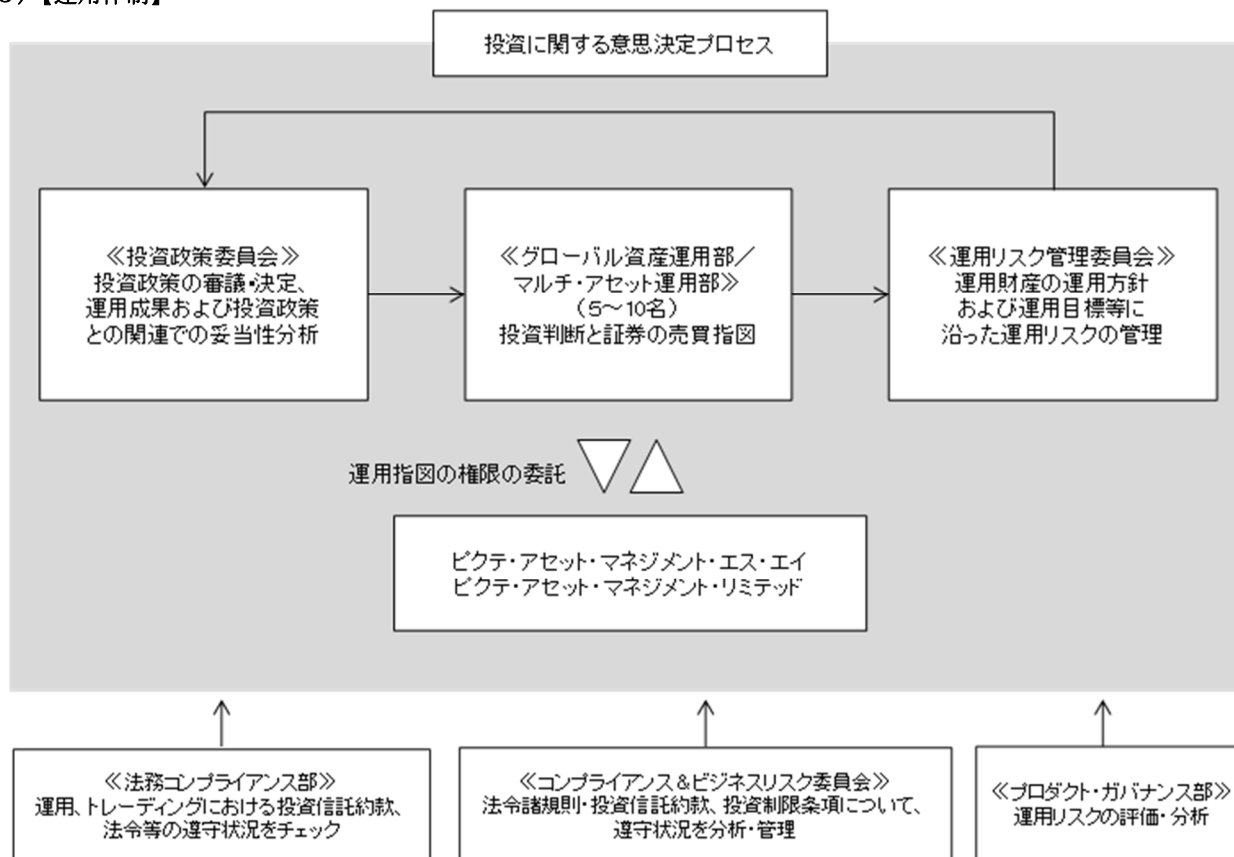 【運用体制】
投資に関する意思決定プロセス
≪投資政策委員会≫
投資政策の審議・決定、
運用成果および投資政策
との関連での妥当性分析
≪グローバル資産運用部／
マルチ・アセット運用部≫
（5～10名）
投資判断と証券の売買指図
≪運用リスク管理委員会≫
運用財産の運用方針
および運用目標等に
沿った運用リスクの管理
運用指図の権限の委託
ピクテ・アセット・マネジメント・エス・エイ
ピクテ・アセット・マネジメント・リミテッド
≪法務コンプライアンス部≫
運用、トレーディングにおける投資信託約款、
法令等の遵守状況をチェック
≪コンプライアンス＆ビジネスリスク委員会≫
法令諸規則・投資信託約款、投資制限条項について、
遵守状況を分析・管理
≪プロダクト・ガバナンス部≫
運用リスクの評価・分析